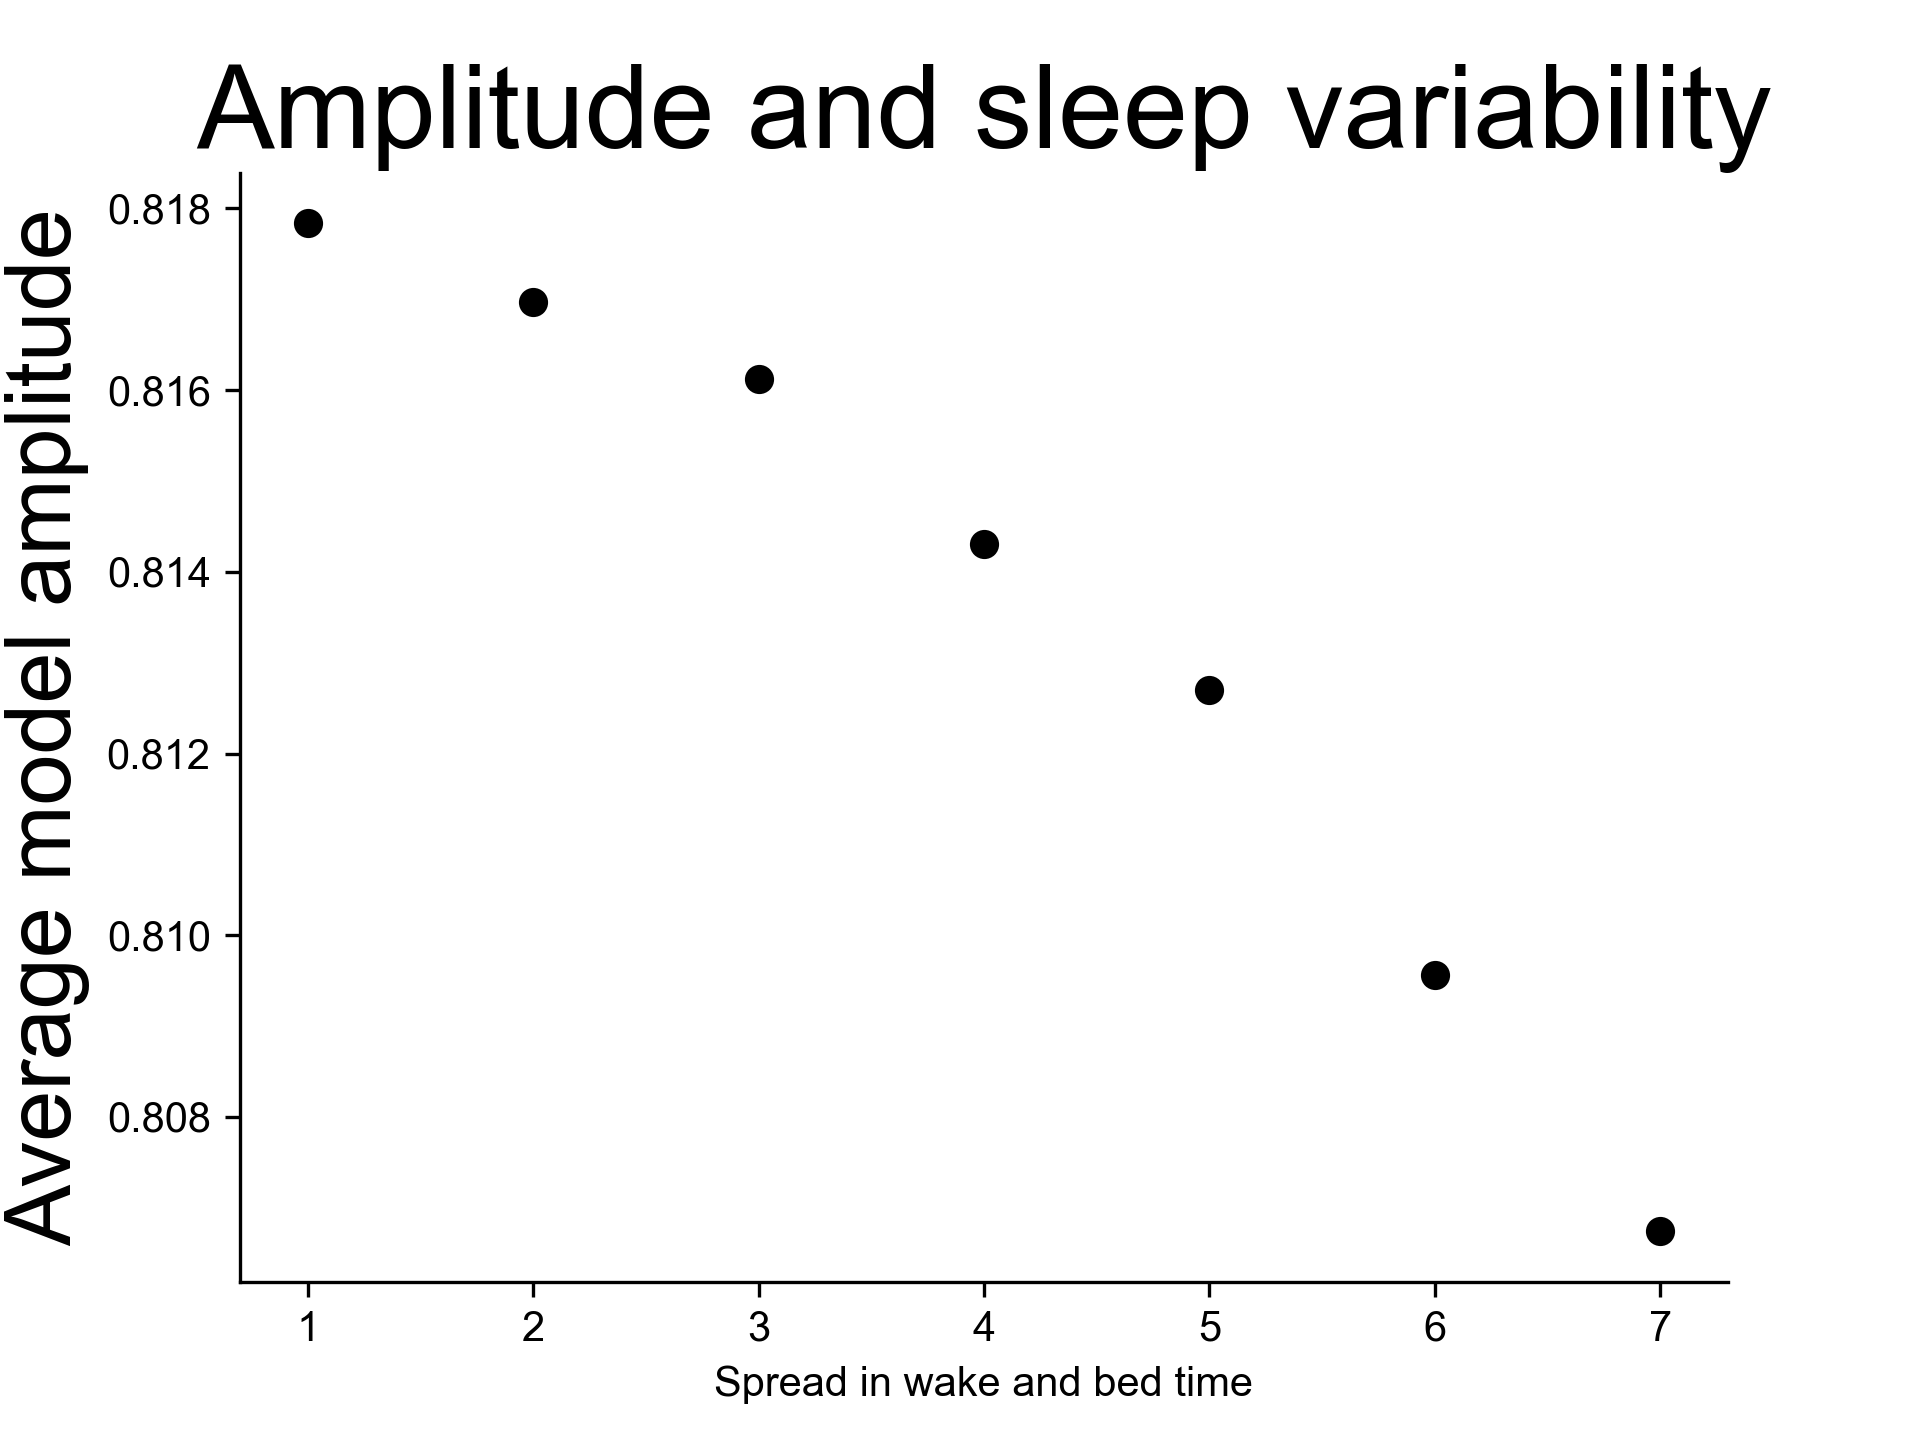 Amplitude and sleep variability
Average model amplitude
0.818
0.816
0.814
0.812
0.810
0.808
1 2 3 4 5 6 7
Spread in wake and bed time